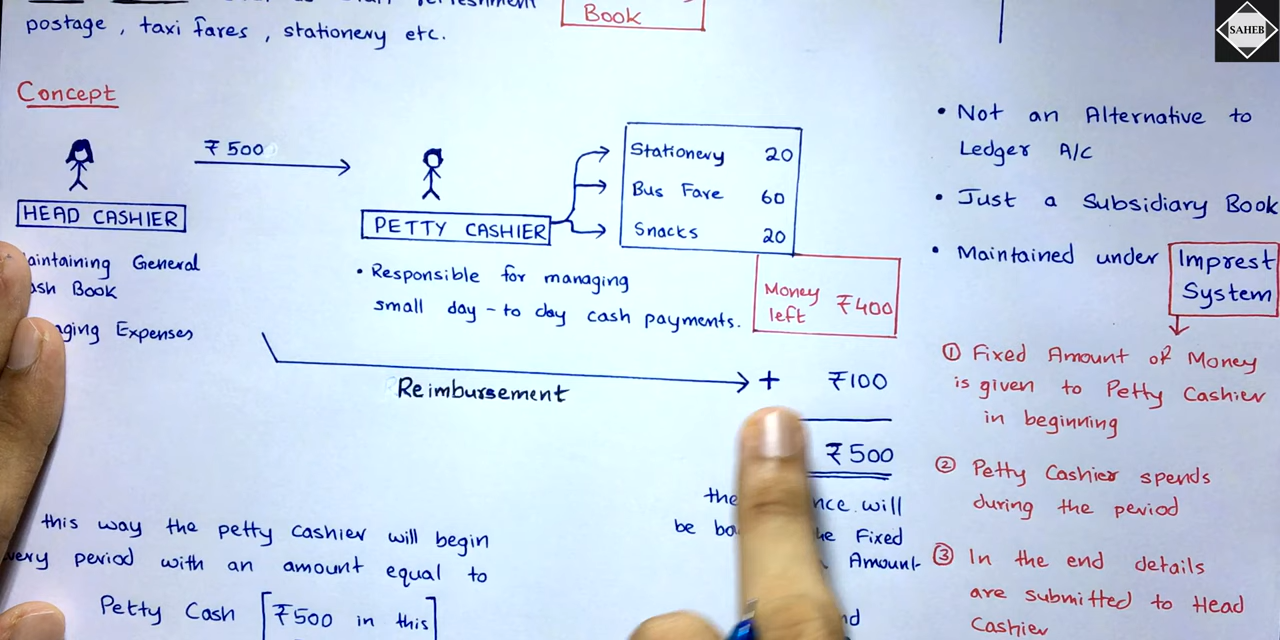 Book
postage , taxi fares , stationery etc.
SAHEB
Concept
₹ 500
HEAD CASHIER
General
Book
Expenses
PETTY CASHIER
• Responsible for managing
small day - to day cash payments.
Stationery 20
Bus Fare 60
Snacks 20
Money left ₹400
Reimbursement
+ ₹100
₹500
the
will
be
Fixed
Amount
this way the petty cashier will begin
period with an amount equal to
Petty Cash [₹500 in this]
• Not an Alternative to
Ledger A/C
• Just a Subsidiary Book
• Maintained under Imprest
System
① Fixed Amount of Money
is given to Petty Cashier
in beginning
② Petty Cashier spends
during the period
③ In the end details
are submitted to Head
Cashier